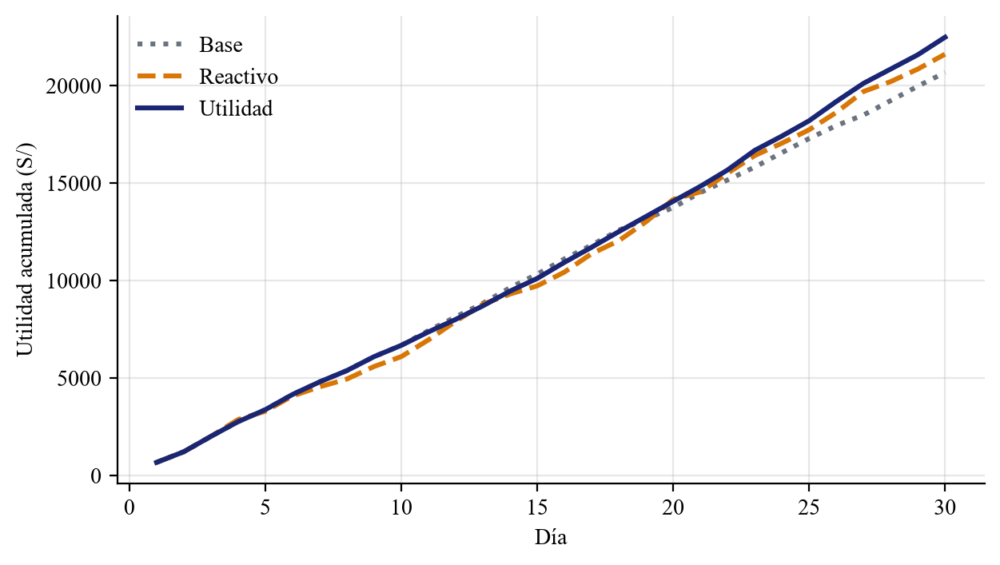 Base
Reactivo
Utilidad
Utilidad acumulada (S/)
20000
15000
10000
5000
0
0 5 10 15 20 25 30
Día